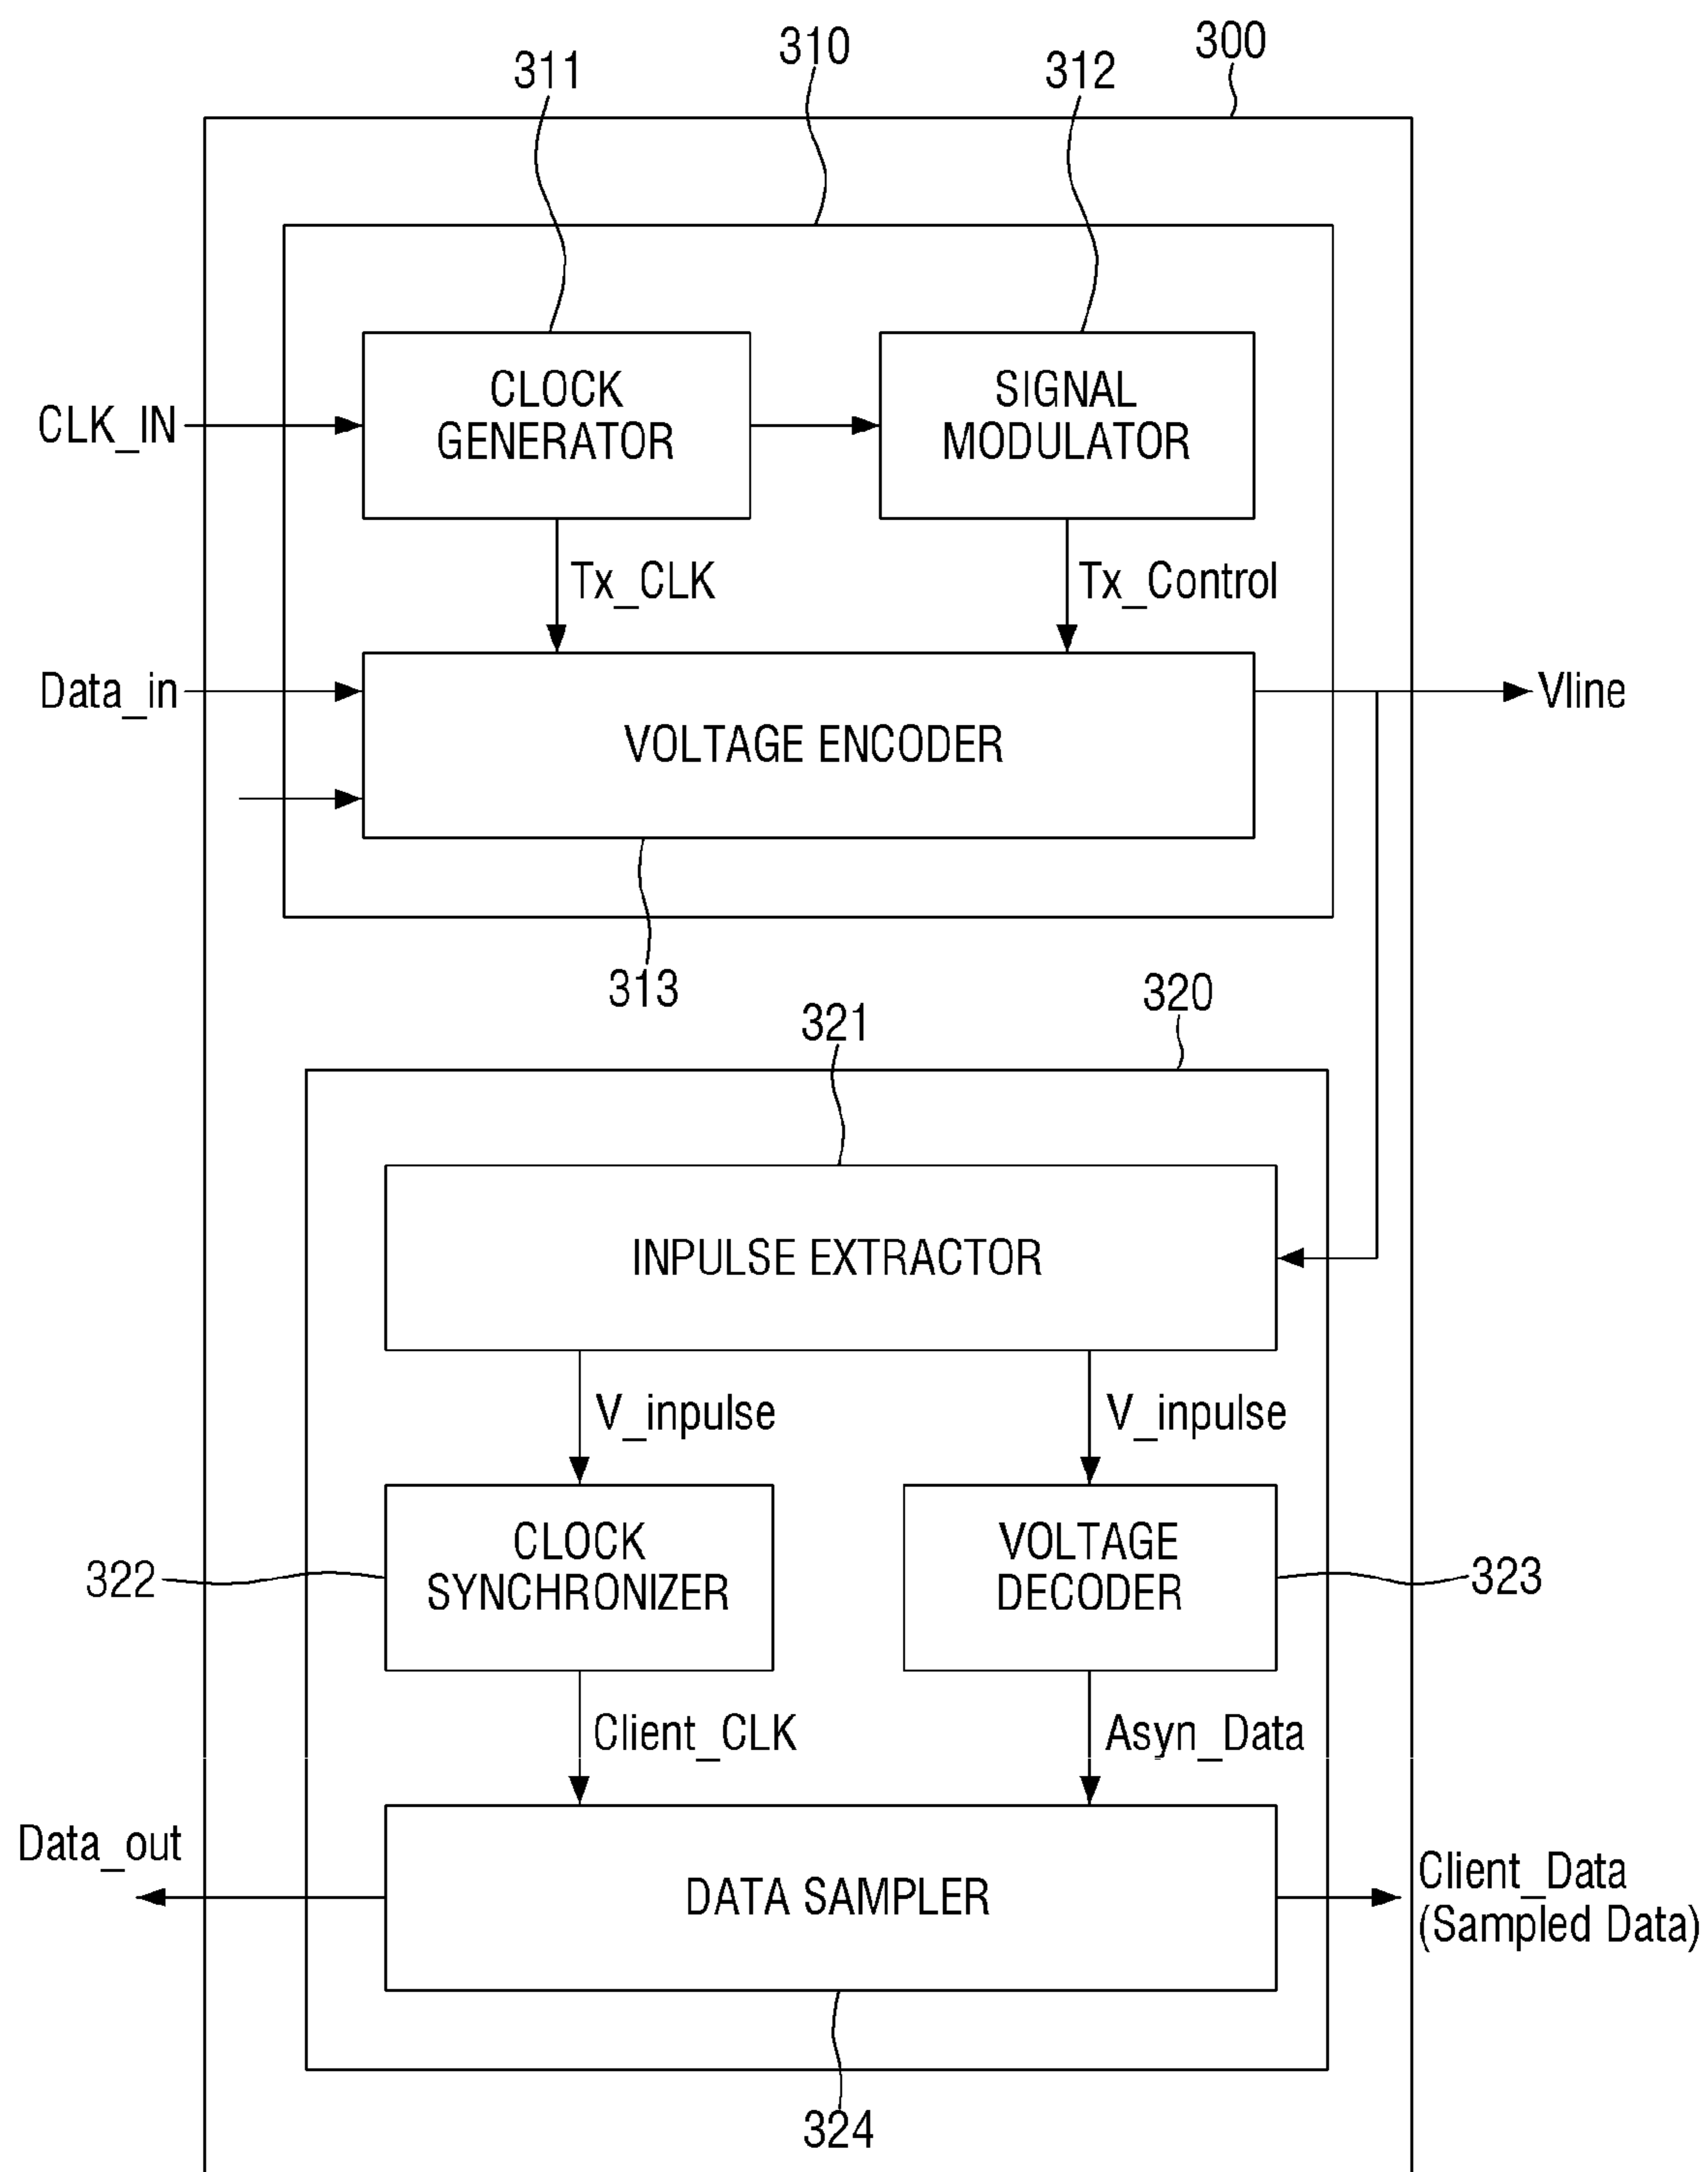 300
310
311
312
CLOCK
GENERATOR
SIGNAL
MODULATOR
CLK_IN
Tx_CLK
Tx_Control
Data_in
Vline
VOLTAGE ENCODER
313
320
321
INPULSE EXTRACTOR
V_inpulse
V_inpulse
CLOCK
SYNCHRONIZER
VOLTAGE
DECODER
322
323
Client_CLK
Asyn_Data
Data_out
DATA SAMPLER
Client_Data
(Sampled Data)
324